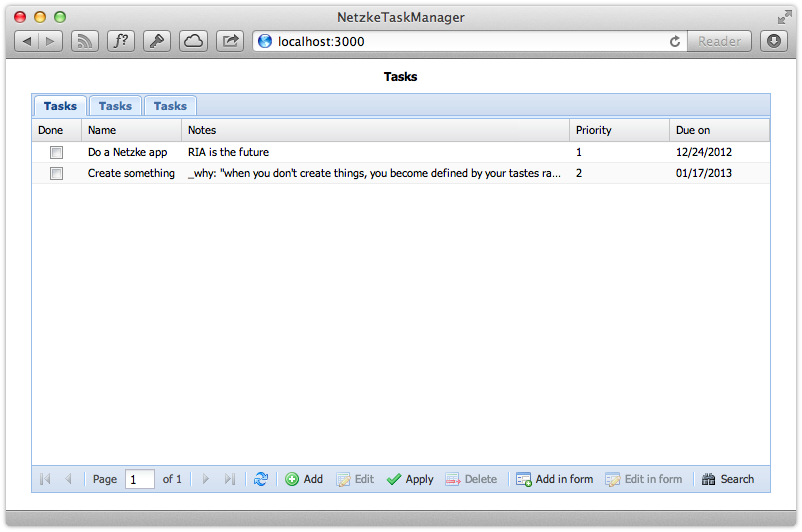 NetzkeTaskManager
f? localhost:3000 Reader
Tasks
Tasks Tasks Tasks
Done Name Notes Priority Due on
Do a Netzke app RIA is the future 1 12/24/2012
Create something _why: "when you don't create things, you become defined by your tastes ra... 2 01/17/2013
Page 1 of 1 Add Edit Apply Delete Add in form Edit in form Search